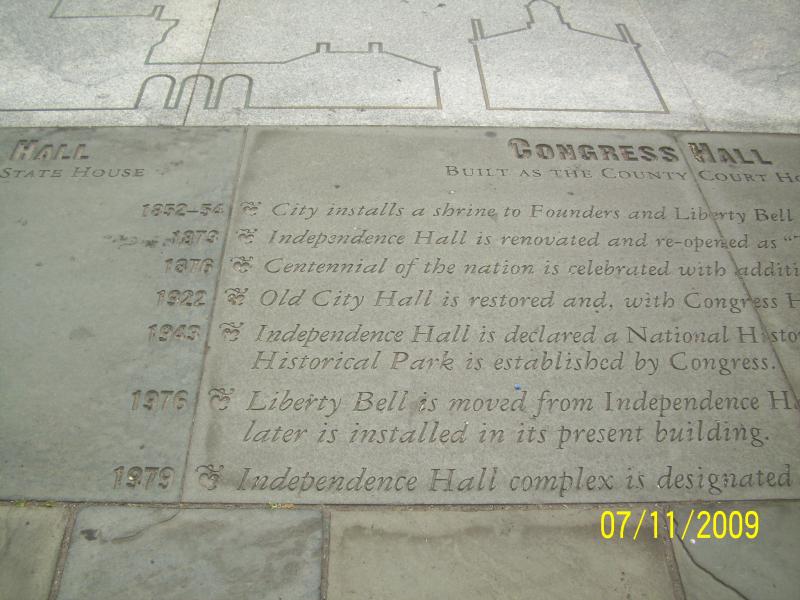 HALL
STATE HOUSE
CONGRESS HALL
BUILT AS THE COUNTY COURT
1852–54 City installs a shrine to Founders and Liberty Bell
Independence Hall is renovated and re-opened as
1876 Centennial of the nation is celebrated with
1922 Old City Hall is restored and, with Congress
1943 Independence Hall is declared a National
Historical Park is established by Congress.
1976 Liberty Bell is moved from Independence
later is installed in its present building.
1979 Independence Hall complex is designated
07/11/2009